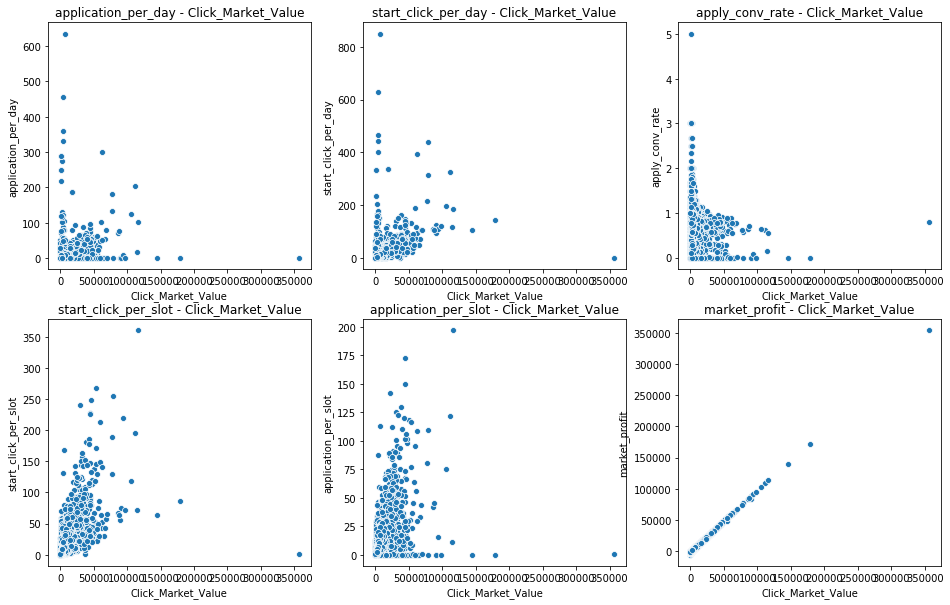 application_per_day - Click_Market_Value
start_click_per_day - Click_Market_Value
apply_conv_rate - Click_Market_Value
600
500
400
300
200
100
0
application_per_day
0 50000 100000 150000 200000 250000 300000 350000
Click_Market_Value
800
600
400
200
0
start_click_per_day
0 50000 100000 150000 200000 250000 300000 350000
Click_Market_Value
5
4
3
2
1
0
apply_conv_rate
0 50000 100000 150000 200000 250000 300000 350000
Click_Market_Value
start_click_per_slot - Click_Market_Value
application_per_slot - Click_Market_Value
market_profit - Click_Market_Value
350
300
250
200
150
100
50
0
start_click_per_slot
0 50000 100000 150000 200000 250000 300000 350000
Click_Market_Value
200
175
150
125
100
75
50
25
0
application_per_slot
0 50000 100000 150000 200000 250000 300000 350000
Click_Market_Value
350000
300000
250000
200000
150000
100000
50000
0
market_profit
0 50000 100000 150000 200000 250000 300000 350000
Click_Market_Value